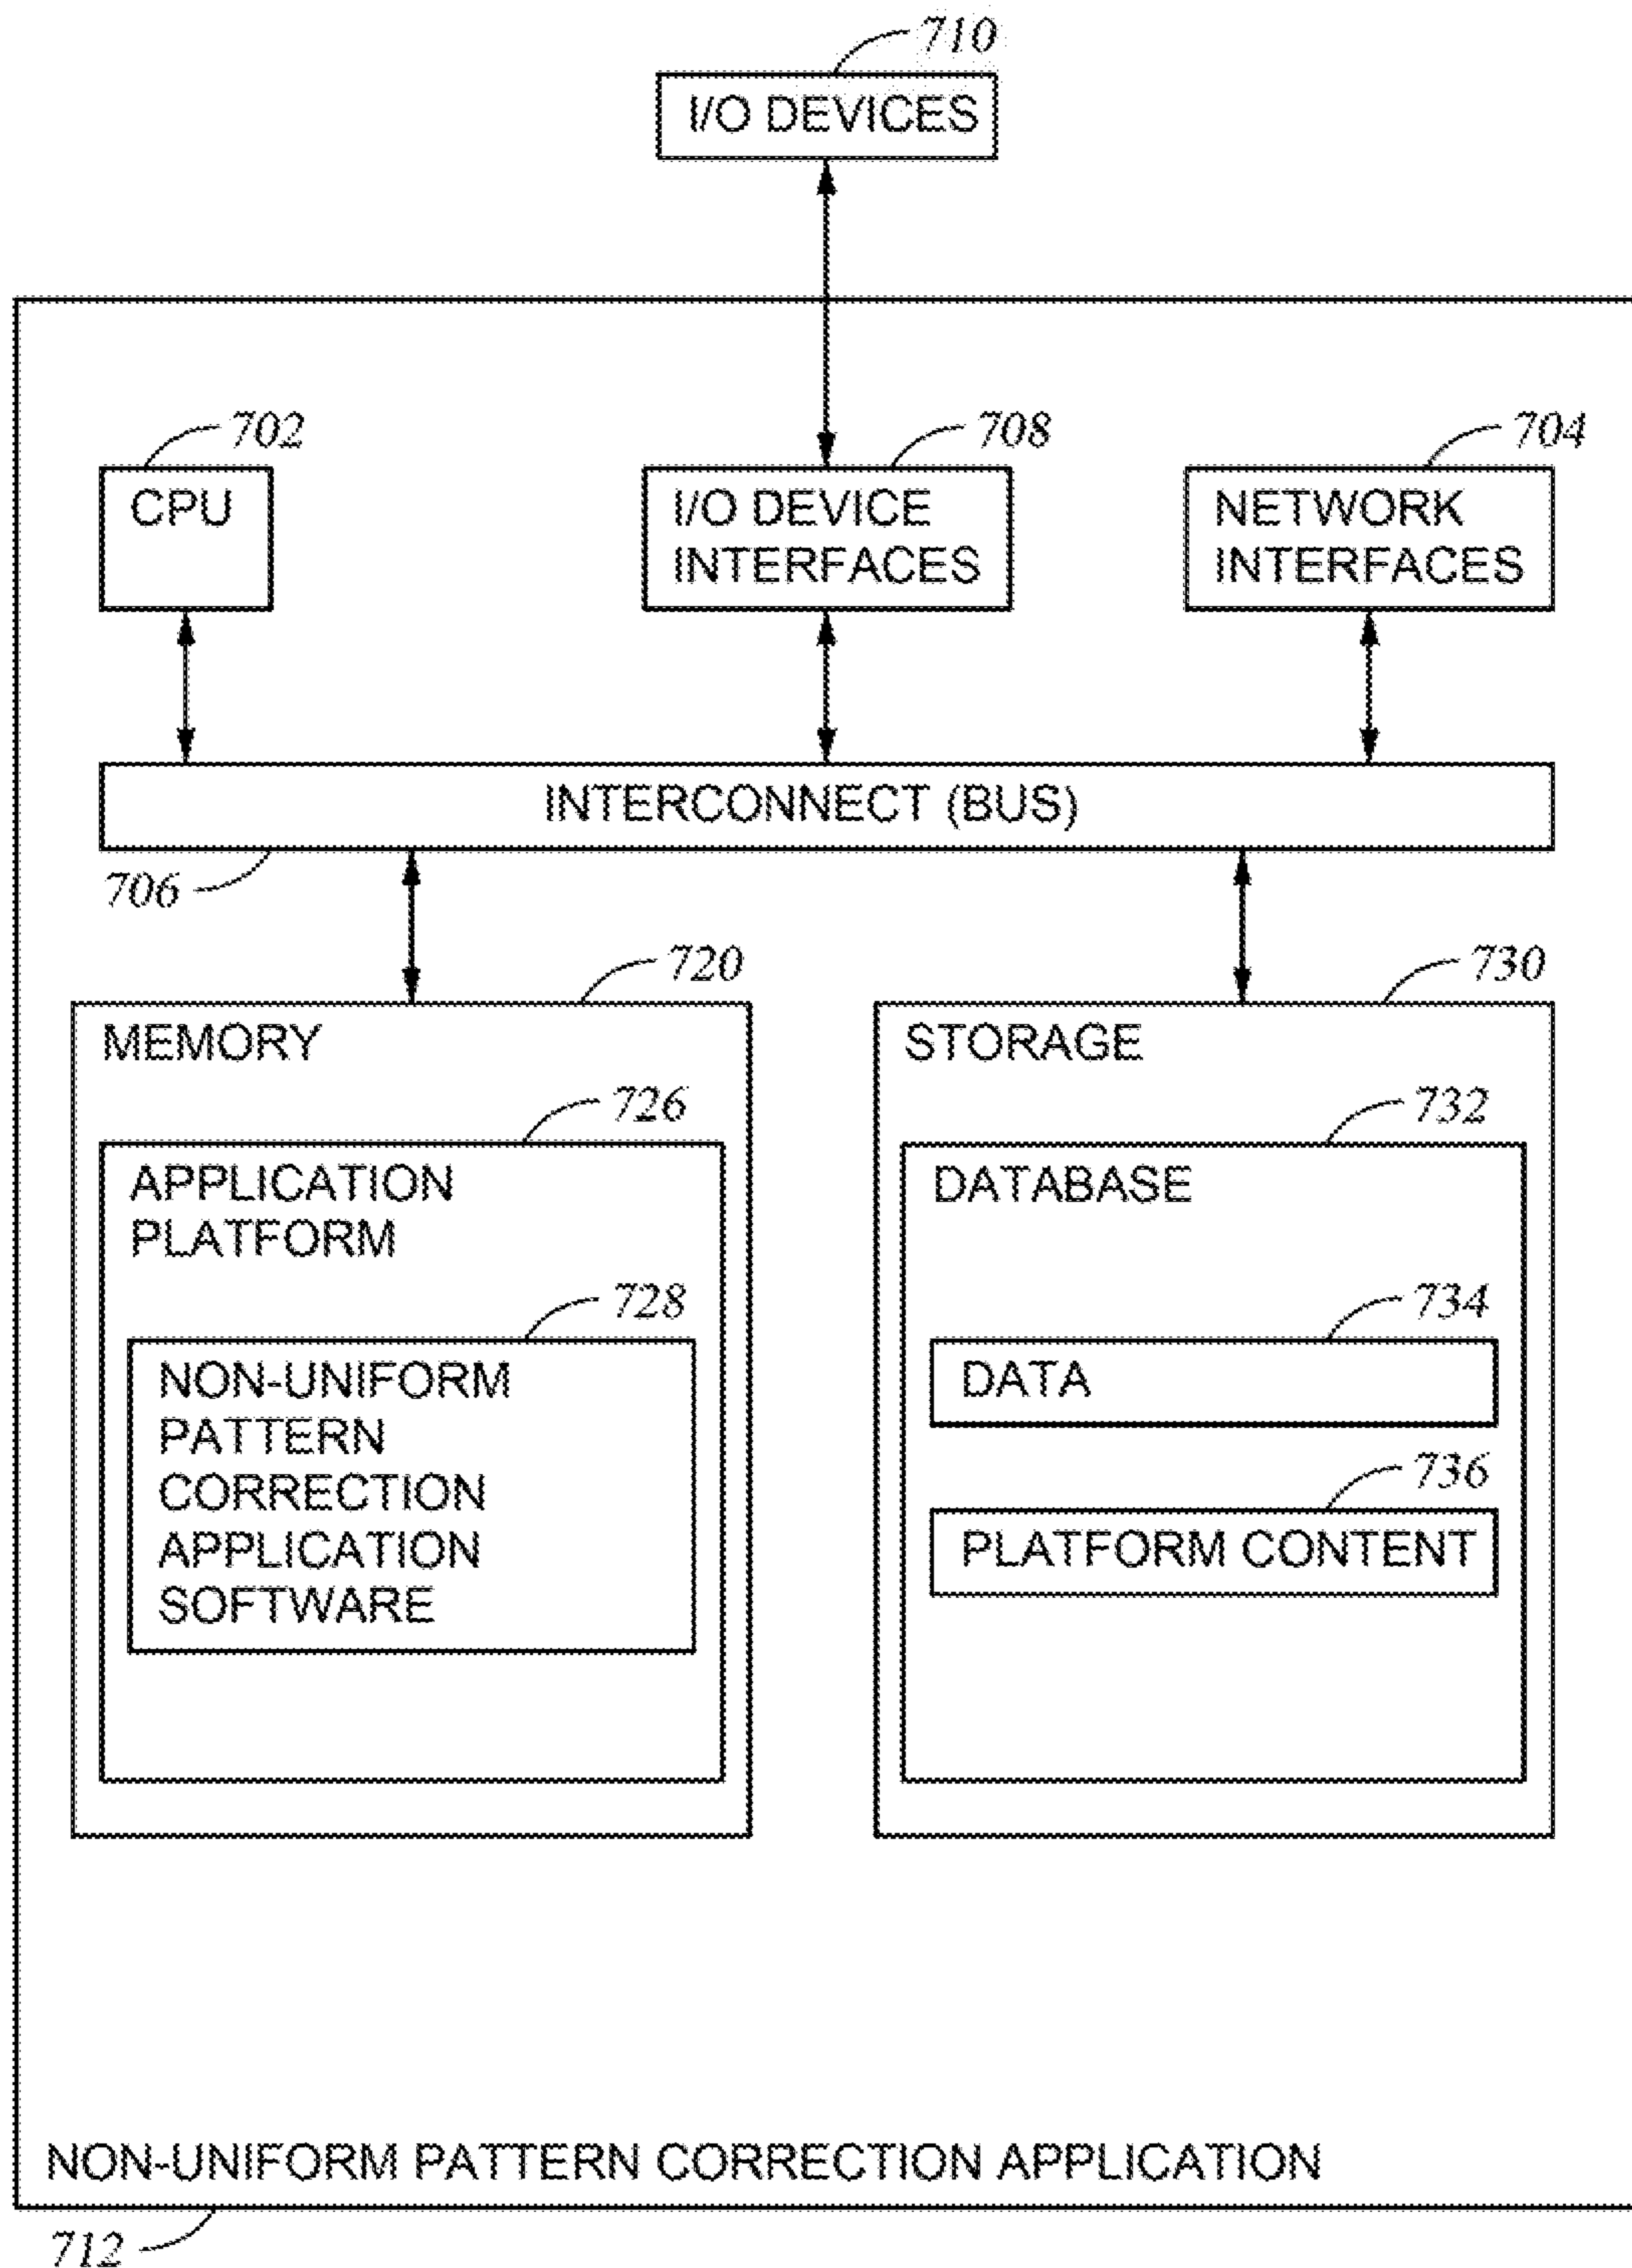 710
I/O DEVICES
702
708
704
CPU
I/O DEVICE
INTERFACES
NETWORK
INTERFACES
INTERCONNECT (BUS)
706
720
730
MEMORY
STORAGE
726
732
APPLICATION
PLATFORM
DATABASE
728
734
NON-UNIFORM
PATTERN
CORRECTION
APPLICATION
SOFTWARE
DATA
736
PLATFORM CONTENT
NON-UNIFORM PATTERN CORRECTION APPLICATION
712